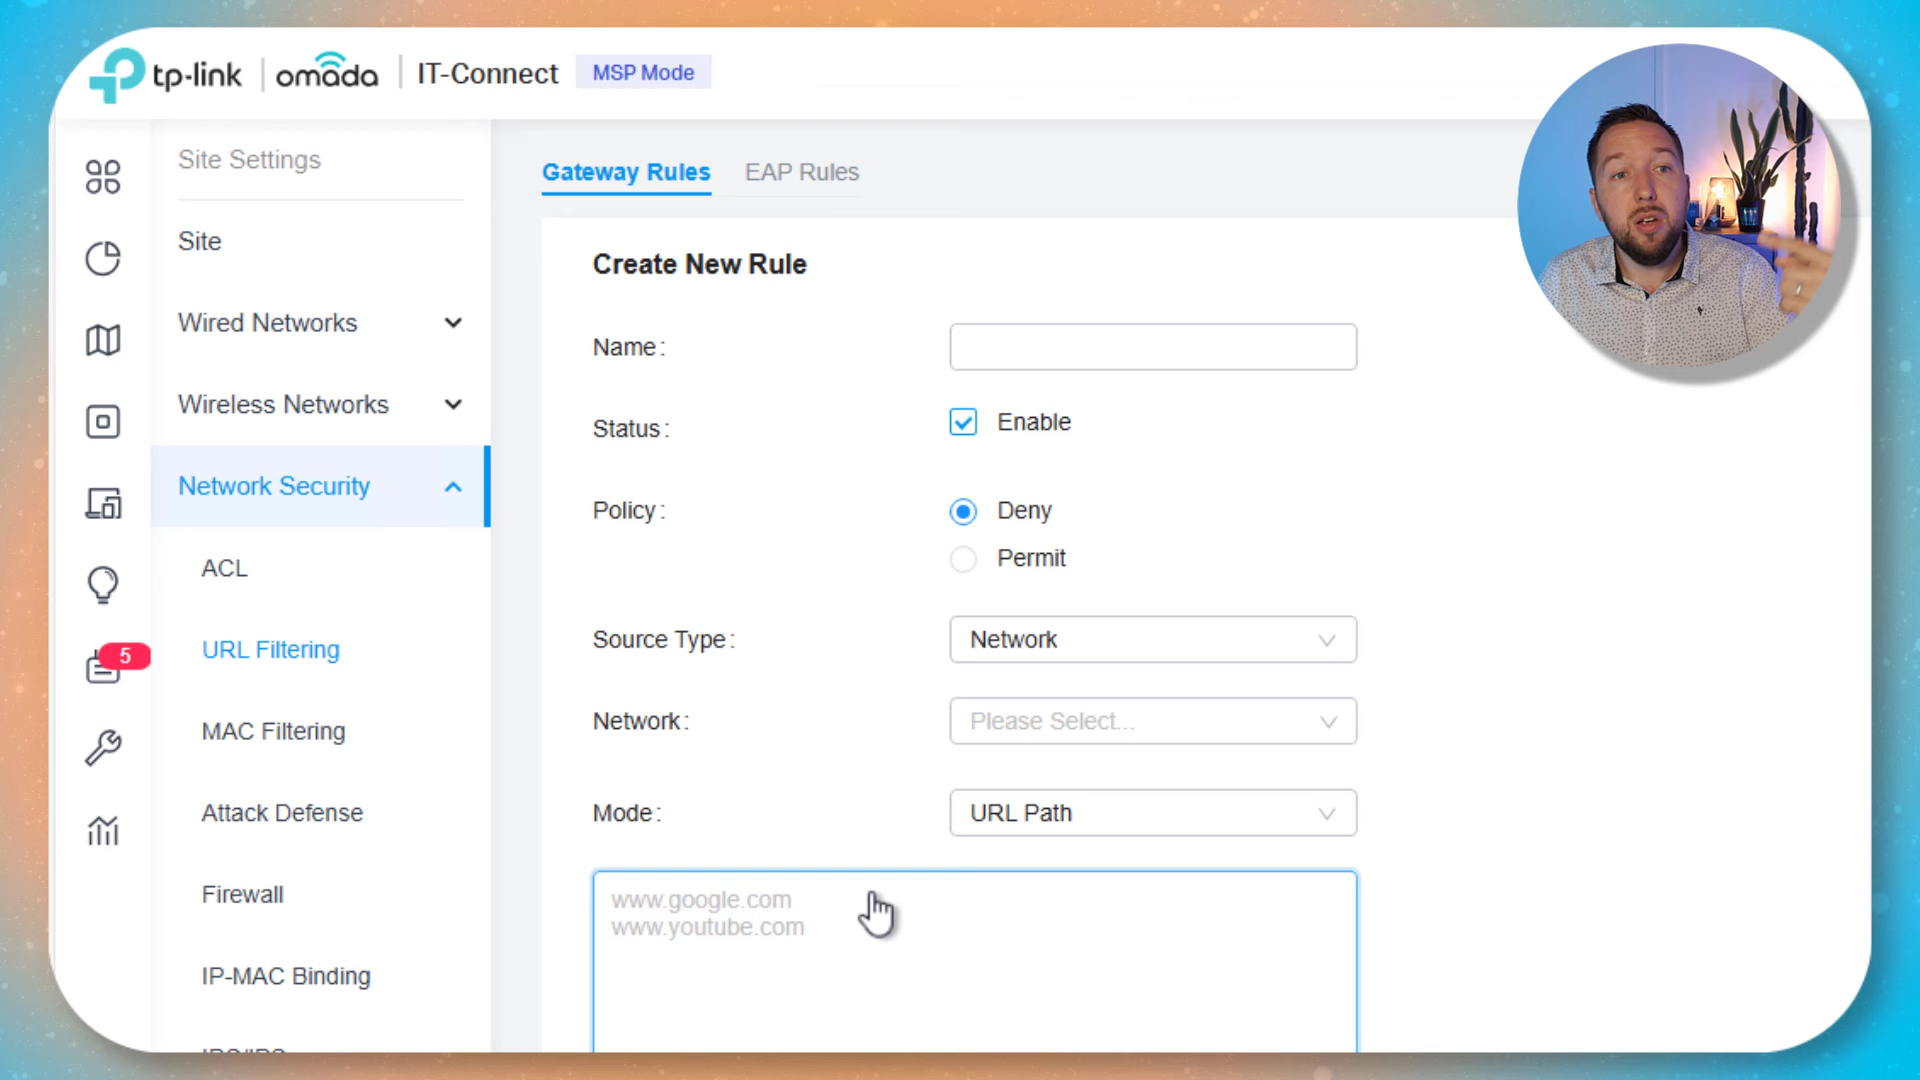 tp-link | omada | IT-Connect MSP Mode
Site Settings
Site
Wired Networks
Wireless Networks
Network Security
ACL
URL Filtering
5
MAC Filtering
Attack Defense
Firewall
IP-MAC Binding
Gateway Rules EAP Rules
Create New Rule
Name:
Status: Enable
Policy: Deny
Permit
Source Type: Network
Network: Please Select...
Mode: URL Path
www.google.com
www.youtube.com